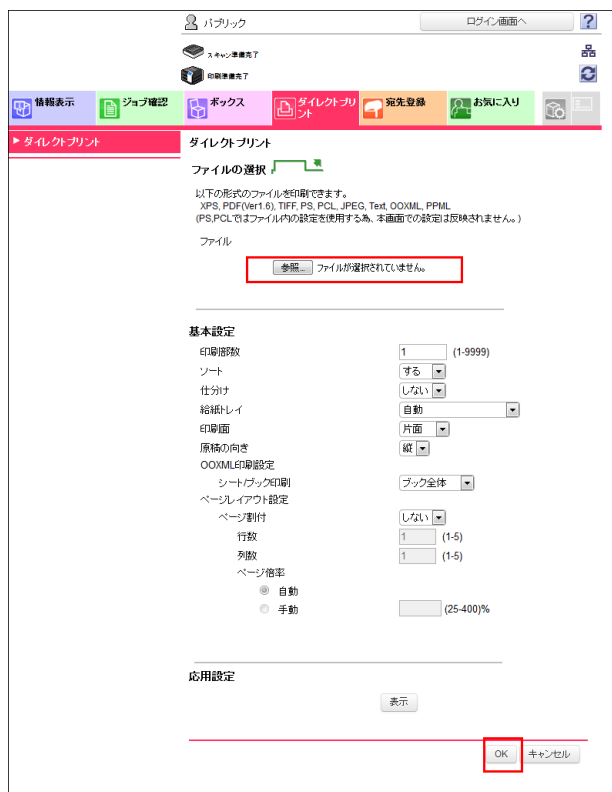 パブリック
ログイン画面へ
?
スキャン準備完了
印刷準備完了
情報表示
ジョブ確認
ボックス
ダイレクトプリ
ント
宛先登録
お気に入り
ダイレクトプリント
ダイレクトプリント
ファイルの選択
以下の形式のファイルを印刷できます。
XPS, PDF(Ver1.6), TIFF, PS, PCL, JPEG, Text, OOXML, PPML
(PS,PCLではファイル内の設定を使用する為、本画面での設定は反映されません。)
ファイル
参照... ファイルが選択されていません。
基本設定
印刷部数 1 (1-9999)
ソート する
仕分け しない
給紙トレイ 自動
印刷面 片面
原稿の向き 縦
OOXML印刷設定
シート/ブック印刷 ブック全体
ページレイアウト設定
ページ割付 しない
行数 1 (1-5)
列数 1 (1-5)
ページ倍率
自動
手動 (25-400)%
応用設定
表示
OK キャンセル